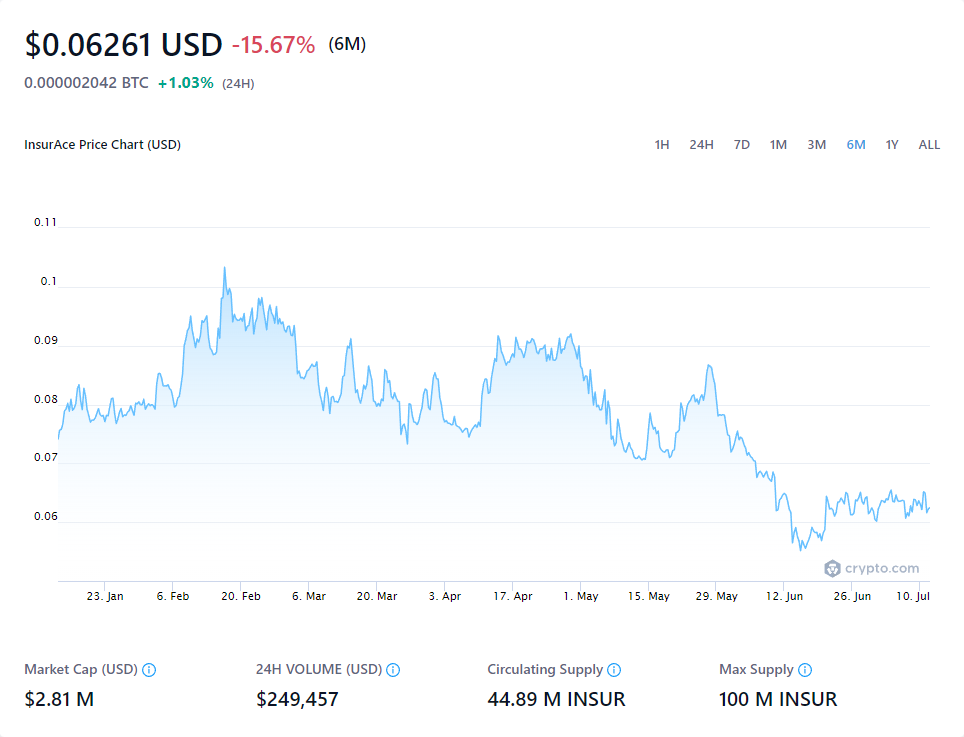 $0.06261 USD -15.67% (6M)
0.000002042 BTC +1.03% (24H)
InsurAce Price Chart (USD)
1H 24H 7D 1M 3M 6M 1Y ALL
0.11
0.1
0.09
0.08
0.07
0.06
crypto.com
23. Jan 6. Feb 20. Feb 6. Mar 20. Mar 3. Apr 17. Apr 1. May 15. May 29. May 12. Jun 26. Jun 10. Jul
Market Cap (USD) 24H VOLUME (USD) Circulating Supply Max Supply
$2.81 M $249,457 44.89 M INSUR 100 M INSUR